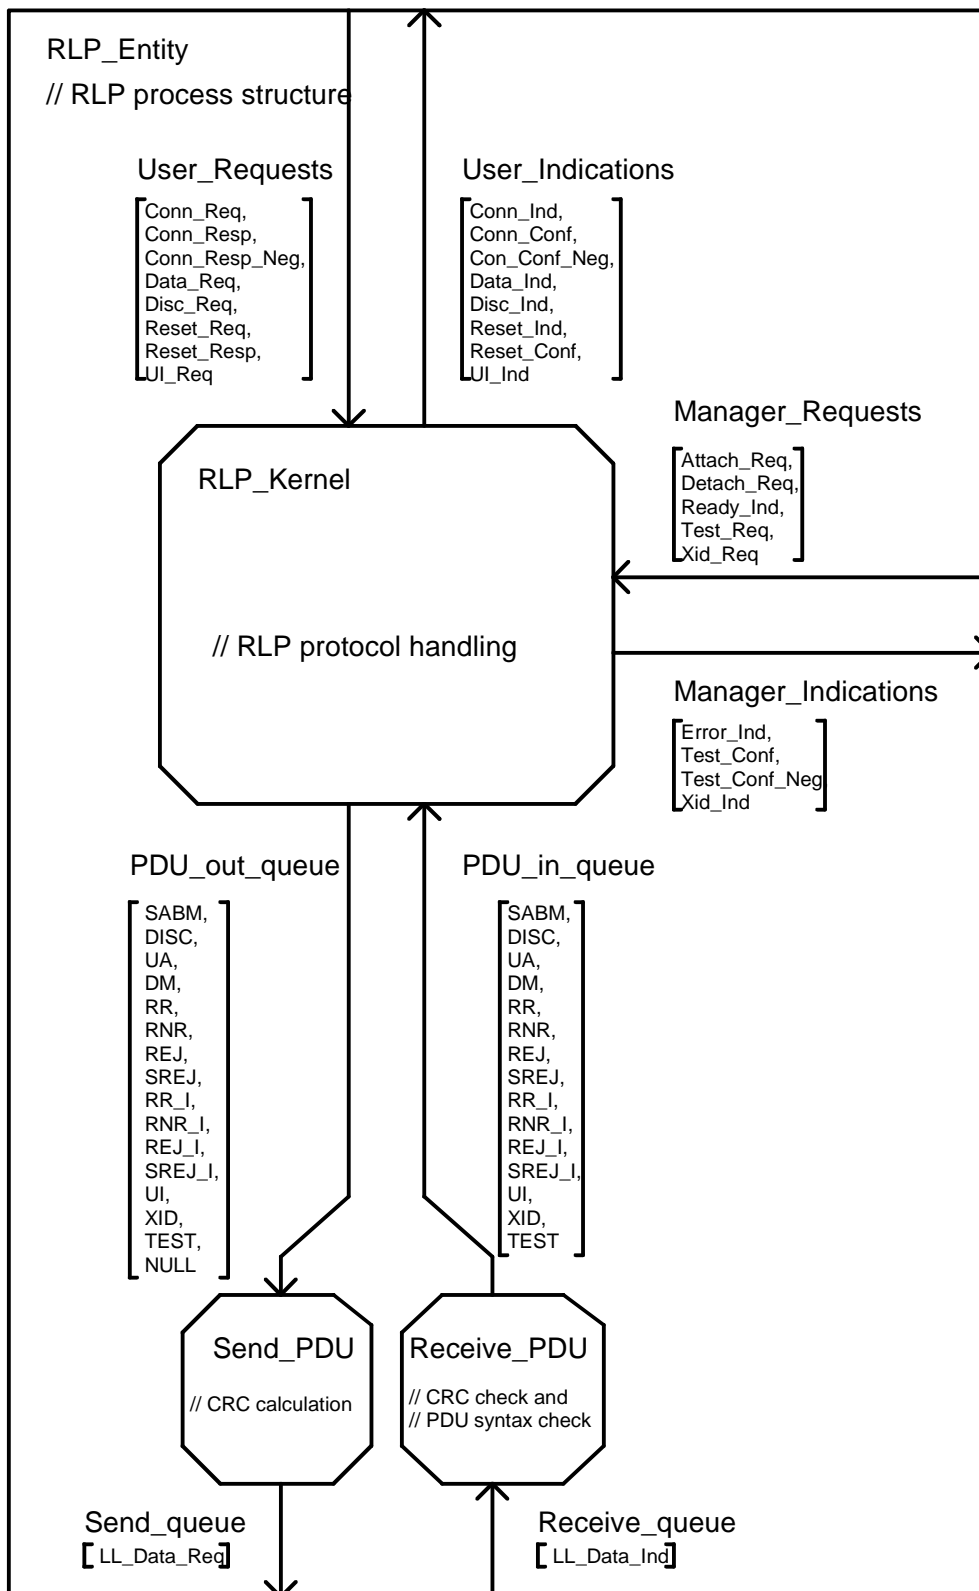 RLP_Entity
// RLP process structure
User_Requests
Conn_Req,
Conn_Resp,
Conn_Resp_Neg,
Data_Req,
Disc_Req,
Reset_Req,
Reset_Resp,
UI_Req
User_Indications
Conn_Ind,
Conn_Conf,
Con_Conf_Neg,
Data_Ind,
Disc_Ind,
Reset_Ind,
Reset_Conf,
UI_Ind
Manager_Requests
Attach_Req,
Detach_Req,
Ready_Ind,
Test_Req,
Xid_Req
RLP_Kernel
// RLP protocol handling
Manager_Indications
Error_Ind,
Test_Conf,
Test_Conf_Neg,
Xid_Ind
PDU_out_queue
SABM,
DISC,
UA,
DM,
RR,
RNR,
REJ,
SREJ,
RR_I,
RNR_I,
REJ_I,
SREJ_I,
UI,
XID,
TEST,
NULL
PDU_in_queue
SABM,
DISC,
UA,
DM,
RR,
RNR,
REJ,
SREJ,
RR_I,
RNR_I,
REJ_I,
SREJ_I,
UI,
XID,
TEST
Send_PDU
// CRC calculation
Receive_PDU
// CRC check and
// PDU syntax check
Send_queue
[ LL_Data_Req]
Receive_queue
[ LL_Data_Ind]